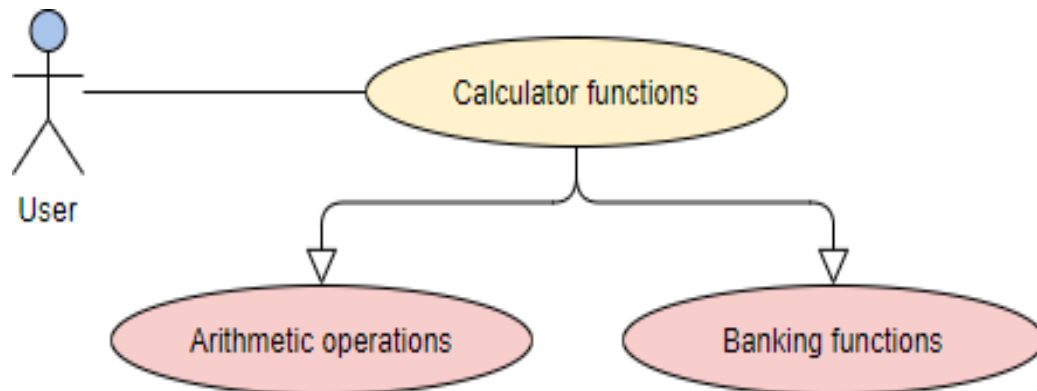 Calculator functions
User
Arithmetic operations
Banking functions